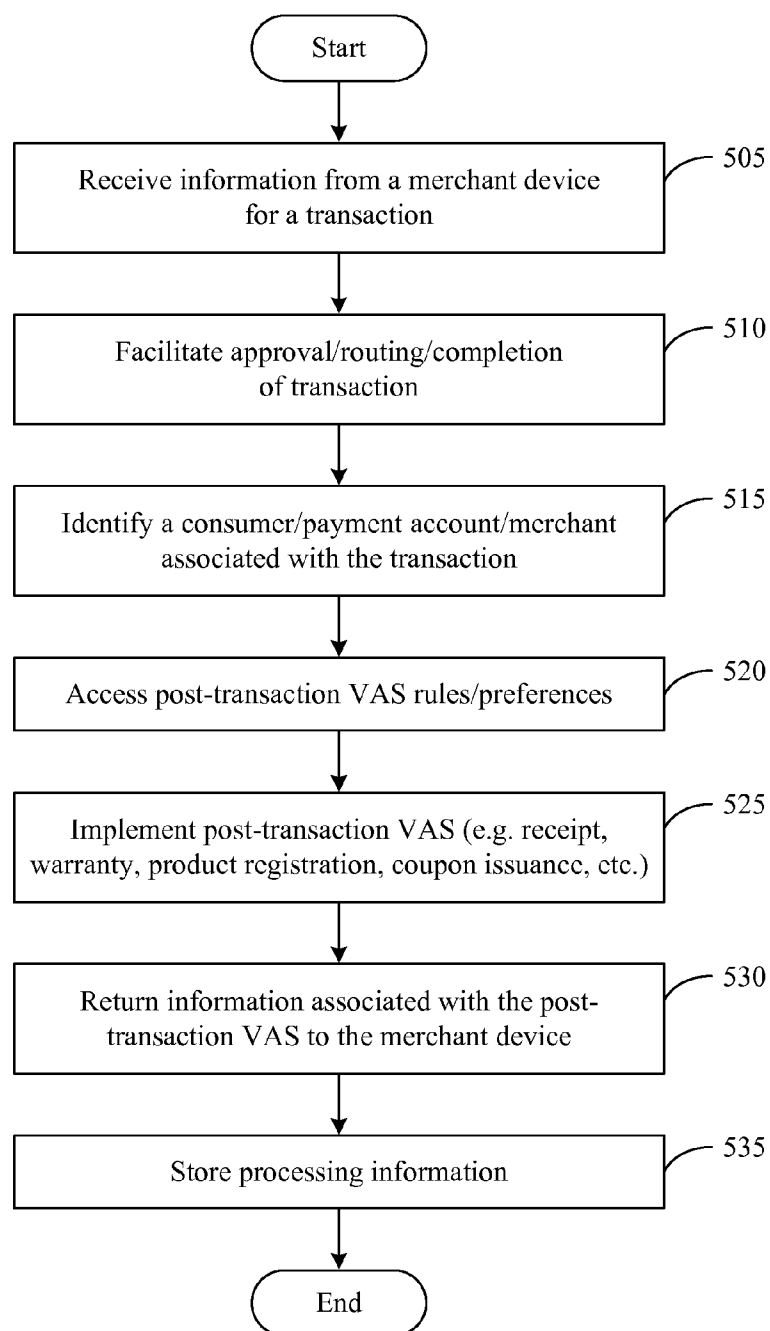 Start
505
Receive information from a merchant device
for a transaction
510
Facilitate approval/routing/completion
of transaction
515
Identify a consumer/payment account/merchant
associated with the transaction
520
Access post-transaction VAS rules/preferences
525
Implement post-transaction VAS (e.g. receipt,
warranty, product registration, coupon issuance, etc.)
530
Return information associated with the post-
transaction VAS to the merchant device
535
Store processing information
End